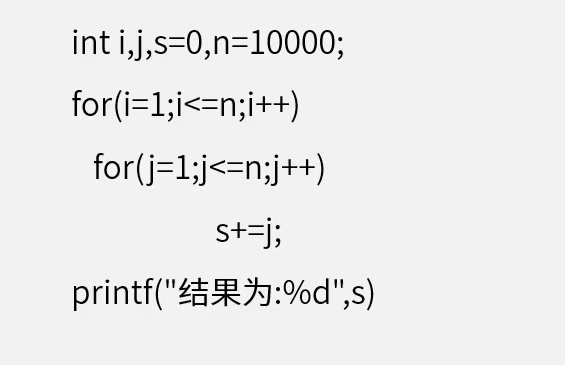 int i,j,s=0,n=10000;
for(i=1;i<=n;i++)
for(j=1;j<=n;j++)
s+=j;
printf("结果为:%d",s)